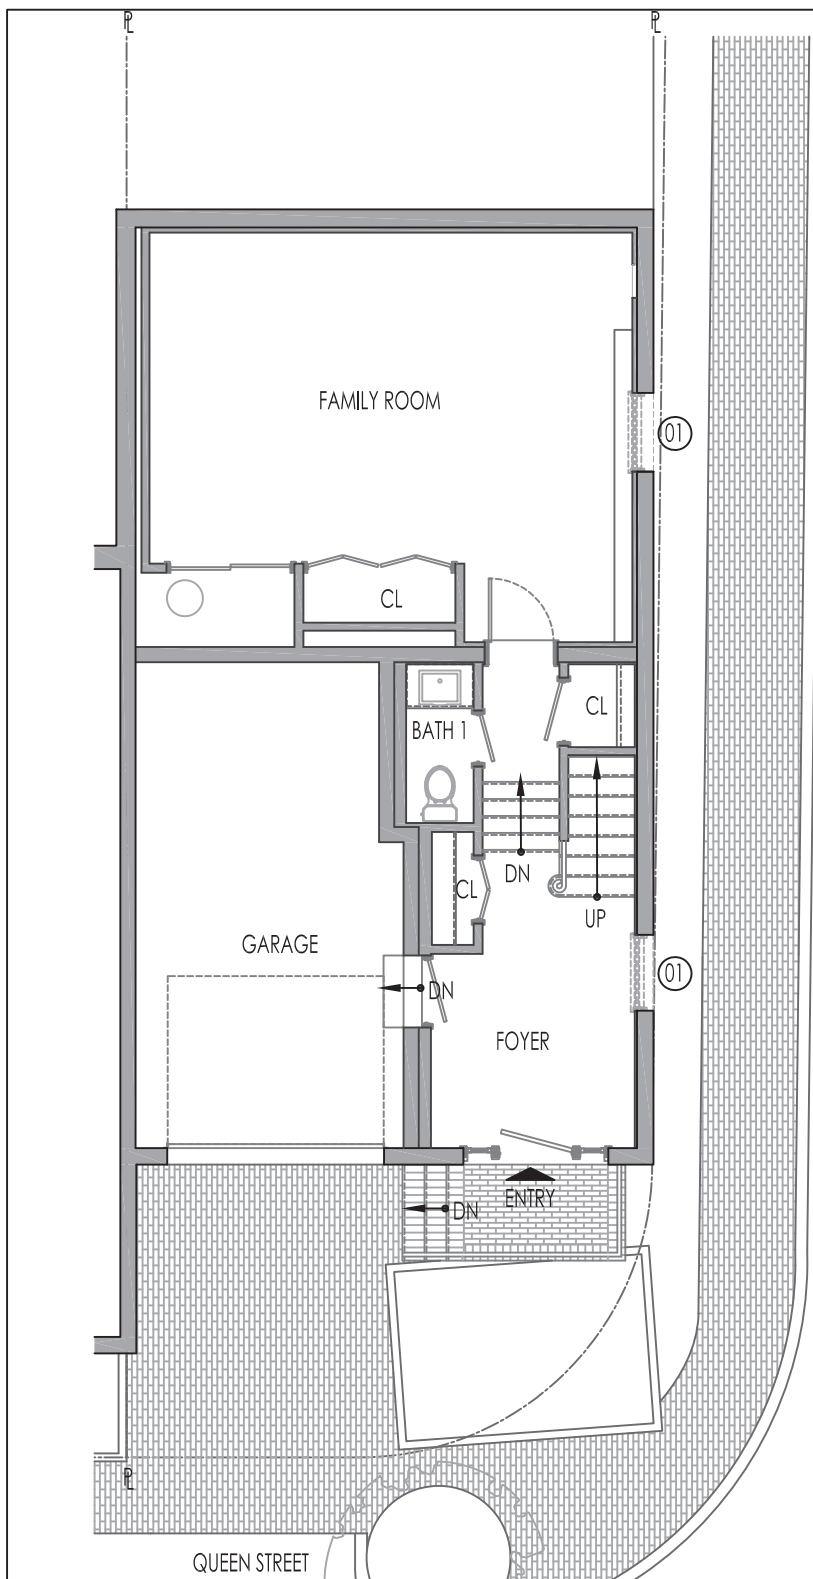 PL
PL
FAMILY ROOM
01
CL
CL
BATH 1
DN
CL
UP
GARAGE
01
DN
FOYER
ENTRY
DN
PL
QUEEN STREET